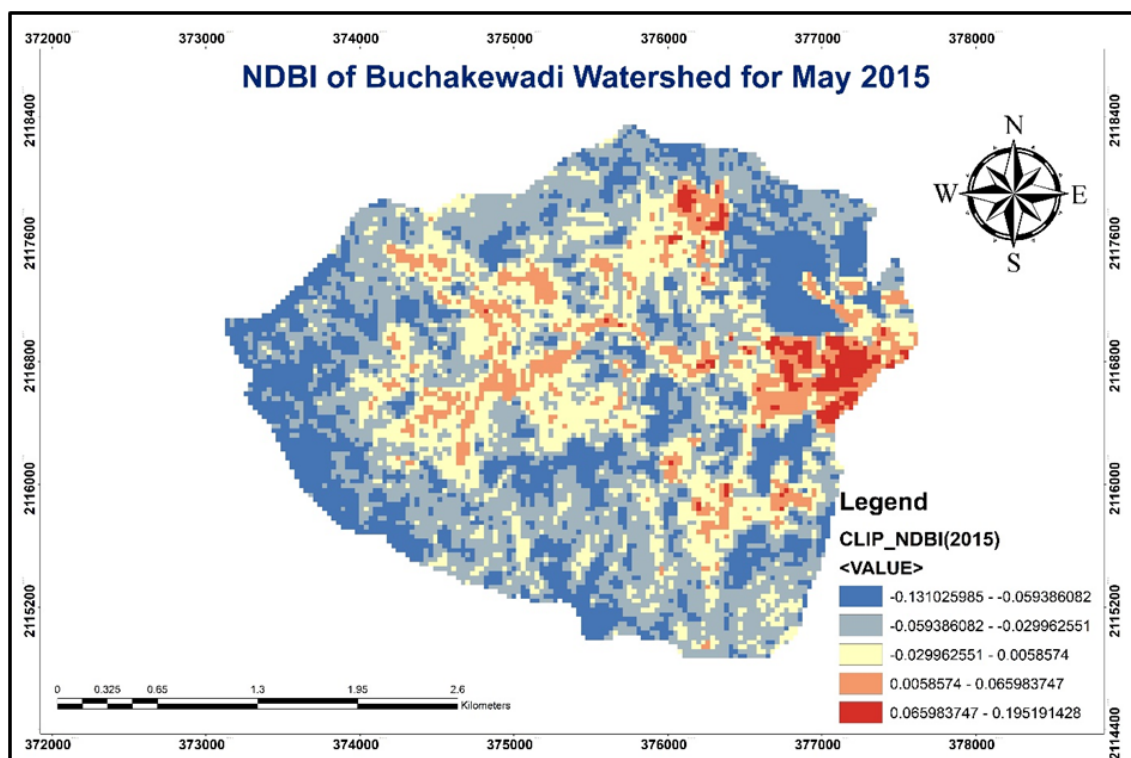 372000 373000 374000 375000 376000 377000 378000
NDBI of Buchakewadi Watershed for May 2015
2118400 2118400
N
W E
S
2117600 2117600
2116800 2116800
2116000 2116000
Legend
CLIP_NDBI(2015)
<VALUE>
-0.131025985 - -0.059386082
2115200 2115200
-0.059386082 - -0.029962551
-0.029962551 - 0.0058574
0.0058574 - 0.065983747
0.065983747 - 0.195191428
0 0.325 0.65 1.3 1.95 2.6
Kilometers
2114400 2114400
372000 373000 374000 375000 376000 377000 378000